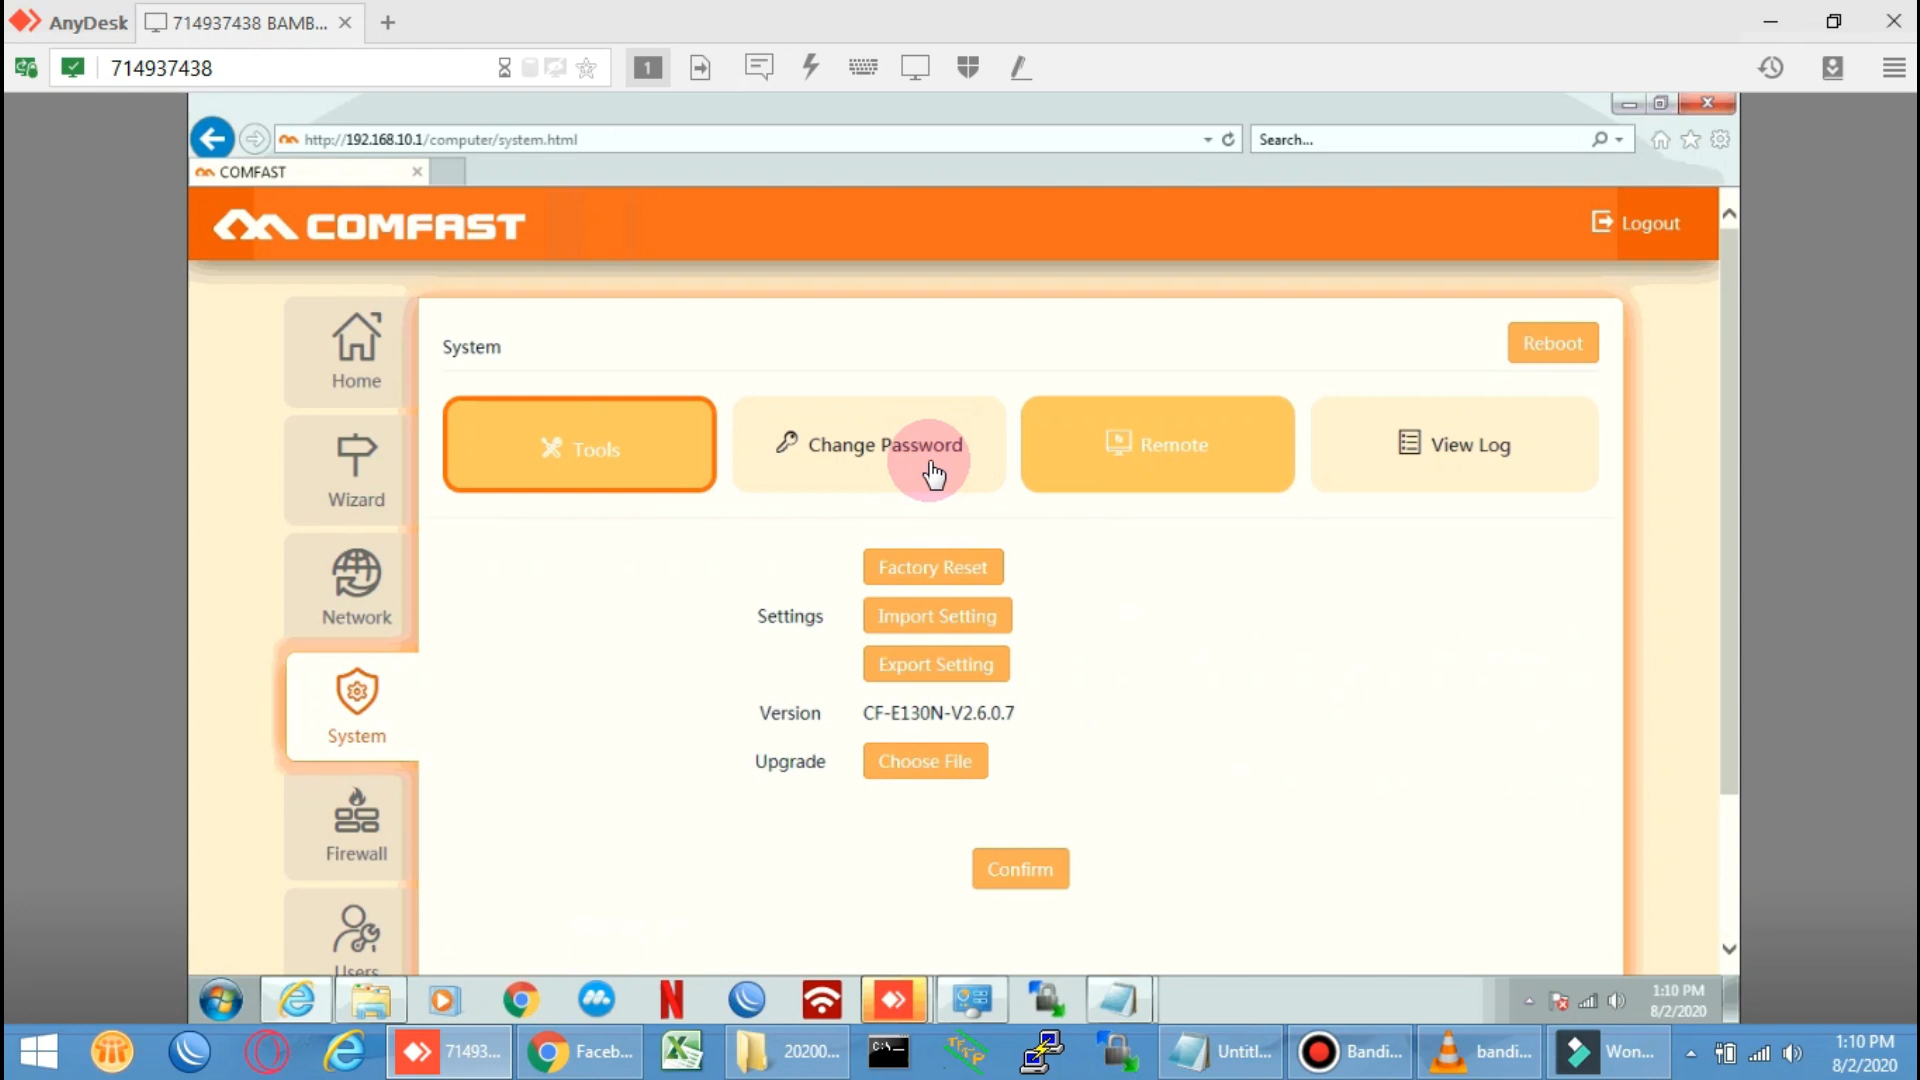 AnyDesk
714937438 BAMB...
714937438
1
http://192.168.10.1/computer/system.html
Search...
COMFAST
COMFAST
Logout
Home
Wizard
Network
System
Firewall
Users
System
Reboot
Tools
Change Password
Remote
View Log
Factory Reset
Settings
Import Setting
Export Setting
Version
CF-E130N-V2.6.0.7
Upgrade
Choose File
Confirm
1:10 PM
8/2/2020
71493...
Faceb...
20200...
C:\_
TFTP
Untitl...
Bandi...
bandi...
Won...
1:10 PM
8/2/2020